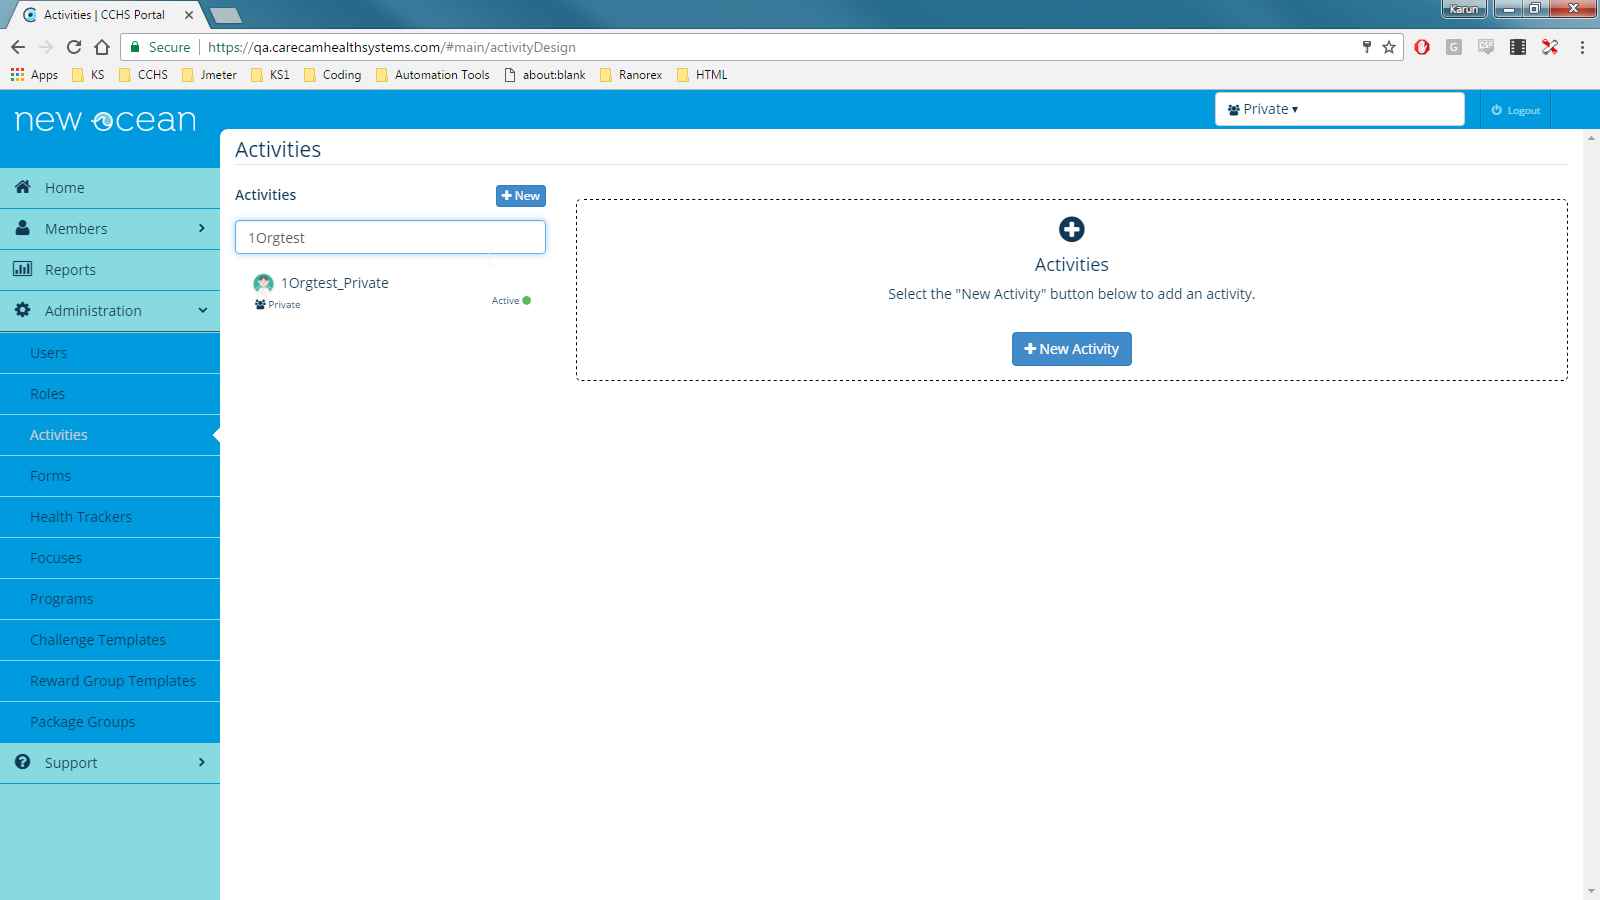 Activities | CCHS Portal
Karun
Secure https://qa.carecamhealthsystems.com/#main/activityDesign
G
CSP
Apps KS CCHS Jmeter KS1 Coding Automation Tools about:blank Ranorex HTML
new ocean
Private
Logout
Activities
Home
Members
Reports
Administration
Users
Roles
Activities
Forms
Health Trackers
Focuses
Programs
Challenge Templates
Reward Group Templates
Package Groups
Support
Activities
New
1Orgtest
1Orgtest_Private
Private
Active
Activities
Select the "New Activity" button below to add an activity.
New Activity